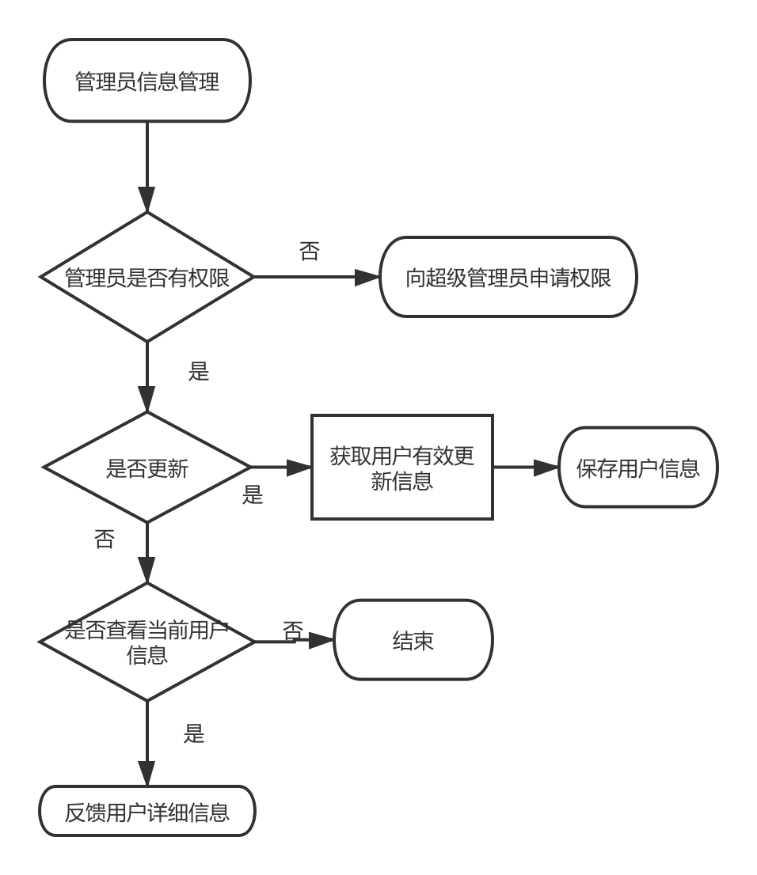 管理员信息管理
否
管理员是否有权限
向超级管理员申请权限
是
是否更新
是
获取用户有效更
新信息
保存用户信息
否
是否查看当前用户
信息
否
结束
是
反馈用户详细信息